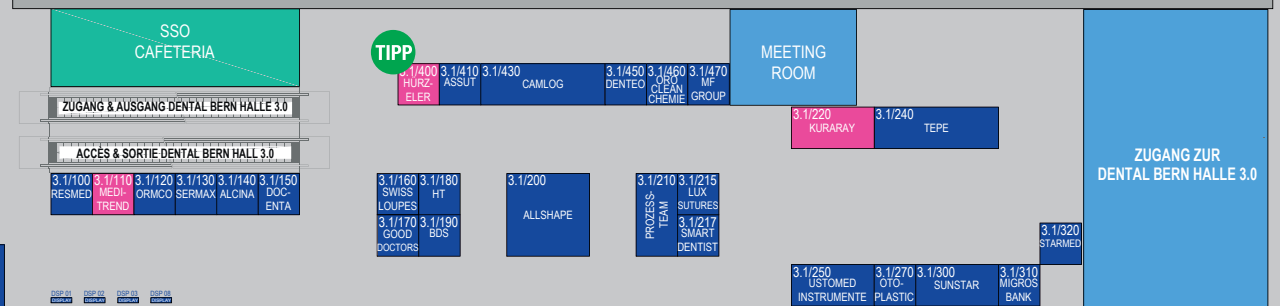 SSO
CAFETERIA
TIPP
3.1/400
HÜRZ-
ELER
3.1/410
ASSUT
3.1/430
CAMLOG
3.1/450
DENTEO
3.1/460
ORO
CLEAN
CHEMIE
3.1/470
MF
GROUP
MEETING
ROOM
ZUGANG & AUSGANG DENTAL BERN HALLE 3.0
ACCÈS & SORTIE DENTAL BERN HALL 3.0
3.1/220
KURARAY
3.1/240
TEPE
ZUGANG ZUR
DENTAL BERN HALLE 3.0
3.1/100
RESMED
3.1/110
MEDI-
TREND
3.1/120
ORMCO
3.1/130
SERMAX
3.1/140
ALCINA
3.1/150
DOC-
ENTA
3.1/160
SWISS
LOUPES
3.1/180
HT
3.1/170
GOOD
DOCTORS
3.1/190
BDS
3.1/200
ALLSHAPE
3.1/210
PROZESS-
TEAM
3.1/215
LUX
SUTURES
3.1/217
SMART
DENTIST
3.1/320
STARMED
3.1/250
USTOMED
INSTRUMENTE
3.1/270
OTO-
PLASTIC
3.1/300
SUNSTAR
3.1/310
MIGROS
BANK
DSP 01
DISPLAY
DSP 02
DISPLAY
DSP 03
DISPLAY
DSP 08
DISPLAY